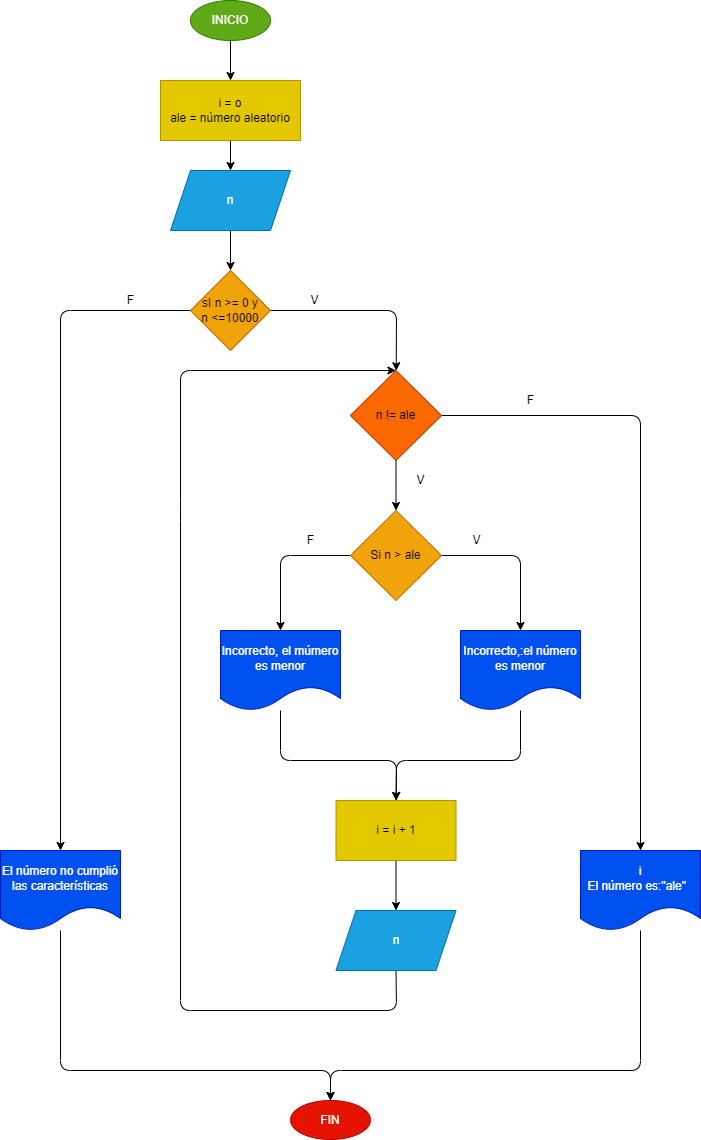 INICIO
i = o
ale = número aleatorio
n
sI n >= 0 y
n <=10000
F
V
n != ale
F
V
Si n > ale
F
V
Incorrecto, el múmero
es menor
Incorrecto,:el número
es menor
i = i + 1
El número no cumplió
las característicás
i
El número es:"ale"
n
FIN